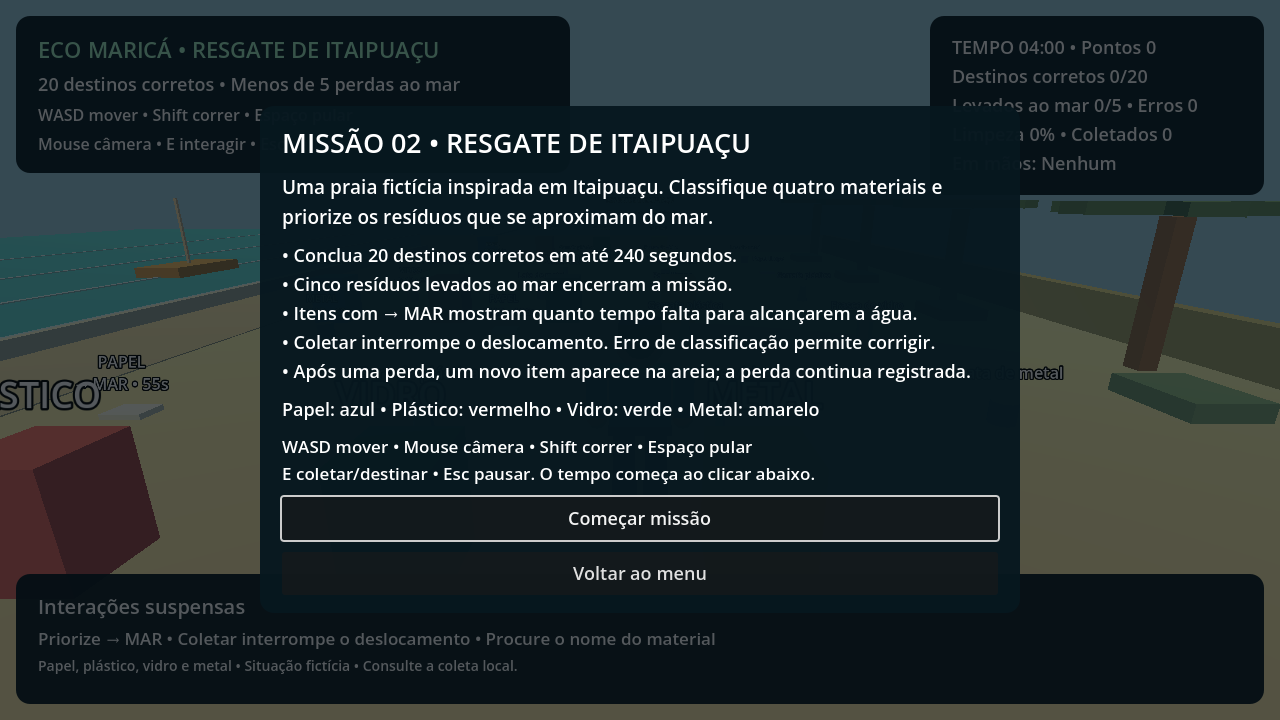 ECO MARICÁ • RESGATE DE ITAIPUAÇU
20 destinos corretos • Menos de 5 perdas ao mar
WASD mover • Shift correr •
Mouse câmera • E interagir •
TEMPO 04:00 • Pontos 0
Destinos corretos 0/20
Levados ao mar 0/5 • Erros 0
Limpeza 0% • Coletados 0
Nenhum
MISSÃO 02 • RESGATE DE ITAIPUAÇU
Uma praia fictícia inspirada em Itaipuaçu. Classifique quatro materiais e
priorize os resíduos que se aproximam do mar.
• Conclua 20 destinos corretos em até 240 segundos.
• Cinco resíduos levados ao mar encerram a missão.
• Itens com → MAR mostram quanto tempo falta para alcançarem a água.
• Coletar interrompe o deslocamento. Erro de classificação permite corrigir.
• Após uma perda, um novo item aparece na areia; a perda continua registrada.
Papel: azul • Plástico: vermelho • Vidro: verde • Metal: amarelo
WASD mover • Mouse câmera • Shift correr • Espaço pular
E coletar/destinar • Esc pausar. O tempo começa ao clicar abaixo.
Começar missão
Voltar ao menu
PAPEL
MAR • 55s
STICO
metal
Interações suspensas
Priorize → MAR • Coletar interrompe o deslocamento • Procure o nome do material
Papel, plástico, vidro e metal • Situação fictícia • Consulte a coleta local.